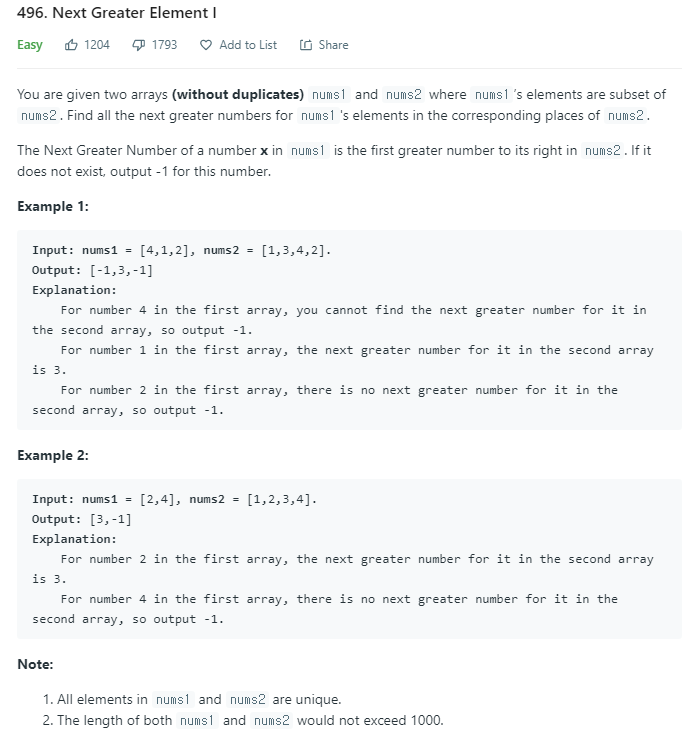 496. Next Greater Element I
Easy 1204 1793 Add to List Share
You are given two arrays (without duplicates) nums1 and nums2 where nums1 's elements are subset of
nums2. Find all the next greater numbers for nums1 's elements in the corresponding places of nums2.
The Next Greater Number of a number x in nums1 is the first greater number to its right in nums2. If it
does not exist, output -1 for this number.
Example 1:
Input: nums1 = [4,1,2], nums2 = [1,3,4,2].
Output: [-1,3,-1]
Explanation:
For number 4 in the first array, you cannot find the next greater number for it in
the second array, so output -1.
For number 1 in the first array, the next greater number for it in the second array
is 3.
For number 2 in the first array, there is no next greater number for it in the
second array, so output -1.
Example 2:
Input: nums1 = [2,4], nums2 = [1,2,3,4].
Output: [3,-1]
Explanation:
For number 2 in the first array, the next greater number for it in the second array
is 3.
For number 4 in the first array, there is no next greater number for it in the
second array, so output -1.
Note:
1. All elements in nums1 and nums2 are unique.
2. The length of both nums1 and nums2 would not exceed 1000.